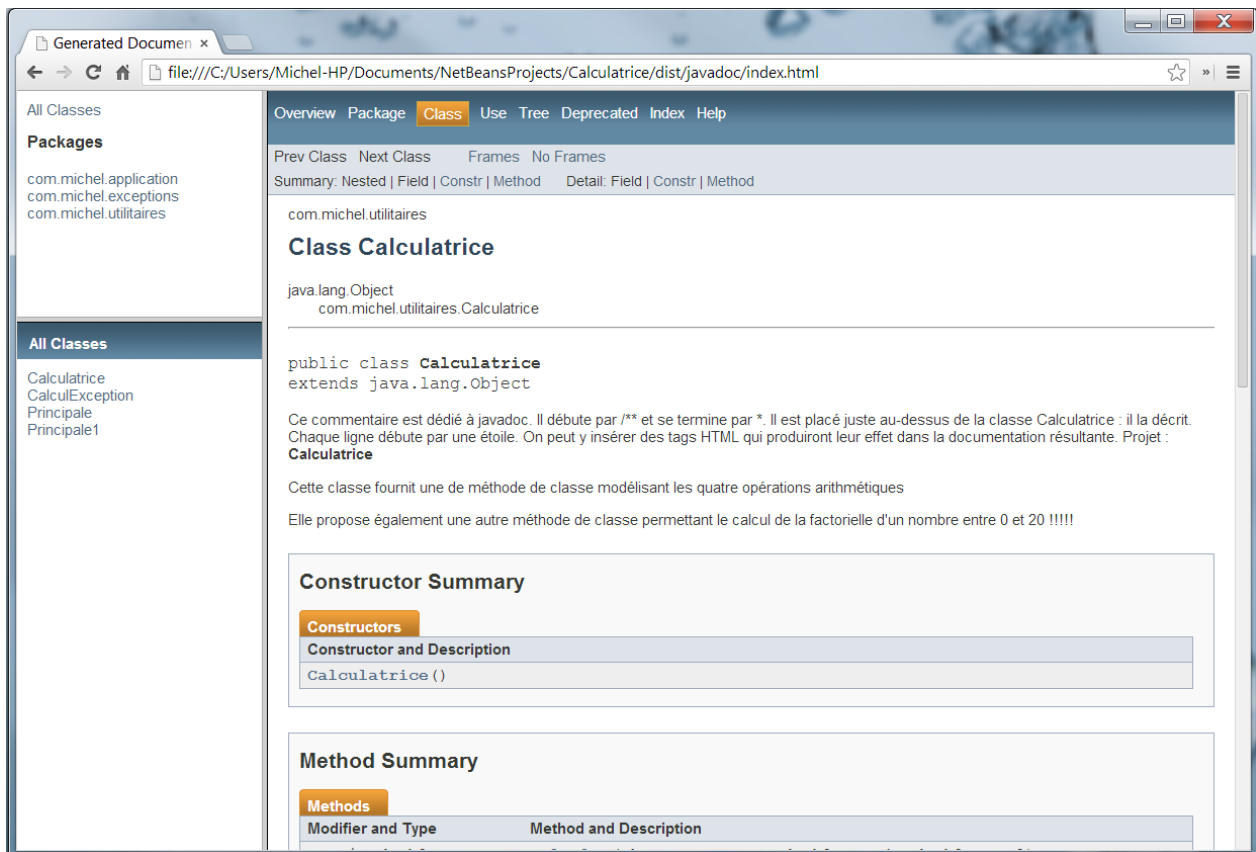 Generated Documen
file:///C:/Users/Michel-HP/Documents/NetBeansProjects/Calculatrice/dist/javadoc/index.html
All Classes
Packages
com.michel.application
com.michel.exceptions
com.michel.utilitaires
All Classes
Calculatrice
CalculException
Principale
Principale1
Overview Package Class Use Tree Deprecated Index Help
Prev Class Next Class Frames No Frames
Summary: Nested | Field | Constr | Method Detail: Field | Constr | Method
com.michel.utilitaires
Class Calculatrice
java.lang.Object
com.michel.utilitaires.Calculatrice
public class Calculatrice
extends java.lang.Object
Ce commentaire est dédié à javadoc. Il débute par /** et se termine par *. Il est placé juste au-dessus de la classe Calculatrice : il la décrit.
Chaque ligne débute par une étoile. On peut y insérer des tags HTML qui produiront leur effet dans la documentation résultante. Projet :
Calculatrice
Cette classe fournit une de méthode de classe modélisant les quatre opérations arithmétiques
Elle propose également une autre méthode de classe permettant le calcul de la factorielle d'un nombre entre 0 et 20 !!!!!
Constructor Summary
Constructors
Constructor and Description
Calculatrice()
Method Summary
Methods
Modifier and Type Method and Description